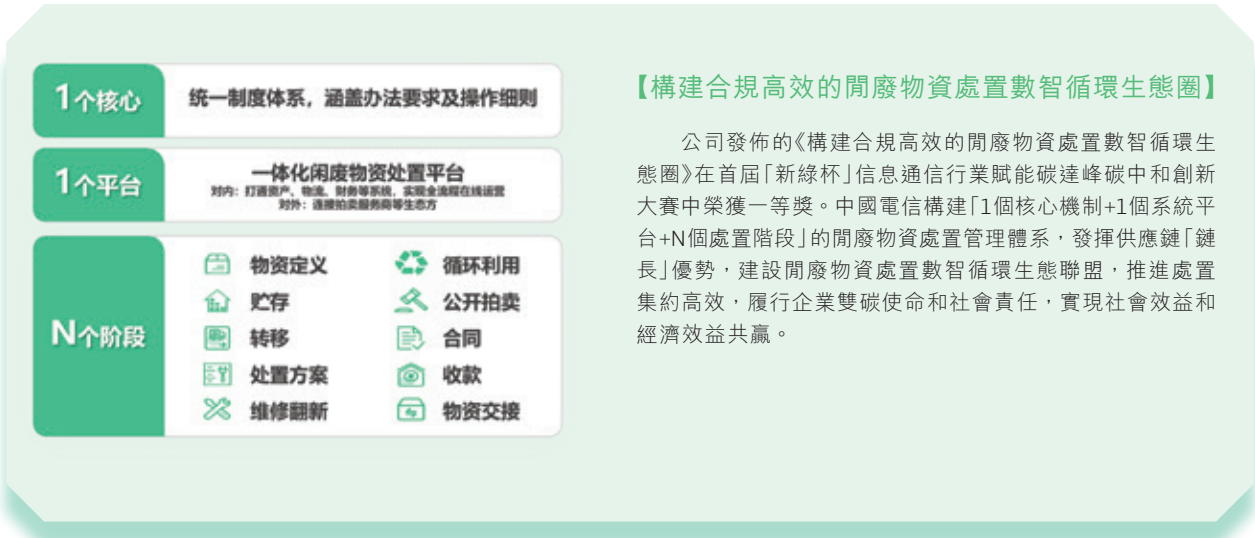 1个核心
统一制度体系，涵盖办法要求及操作细则
1个平台
一体化闲废物资处置平台
对内：打通资产、物流、财务等系统，实现全流程在线运营
对外：连接拍卖服务商等生态方
N个阶段
物资定义
循环利用
贮存
公开拍卖
转移
合同
处置方案
收款
维修翻新
物资交接
【構建合規高效的閒廢物資處置數智循環生態圈】
公司發佈的《構建合規高效的閒廢物資處置數智循環生
態圈》在首屆「新綠杯」信息通信行業賦能碳達峰碳中和創新
大賽中榮獲一等獎。中國電信構建「1個核心機制+1個系統平
台+N個處置階段」的閒廢物資處置管理體系，發揮供應鏈「鏈
長」優勢，建設閒廢物資處置數智循環生態聯盟，推進處置
集約高效，履行企業雙碳使命和社會責任，實現社會效益和
經濟效益共贏。